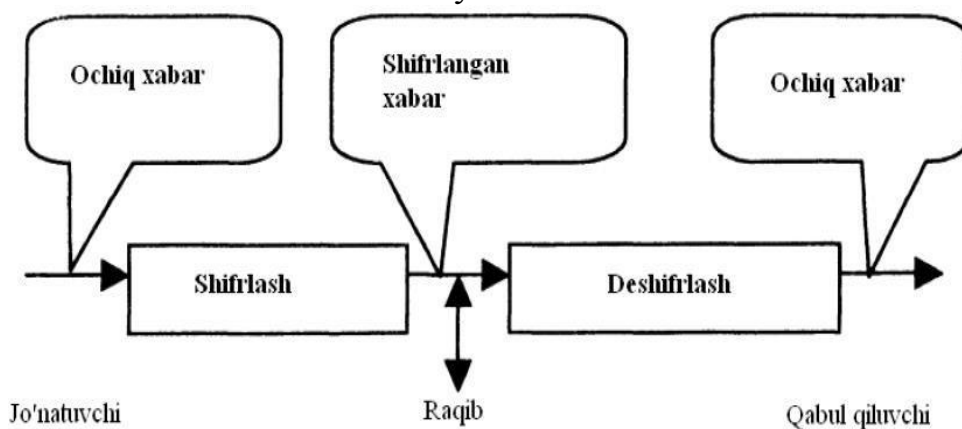 y
Ochiq xabar
Shifrlangan
xabar
Ochiq xabar
Shifrlash
Deshifrlash
Jo'natuvchi
Raqib
Qabul qiluvchi